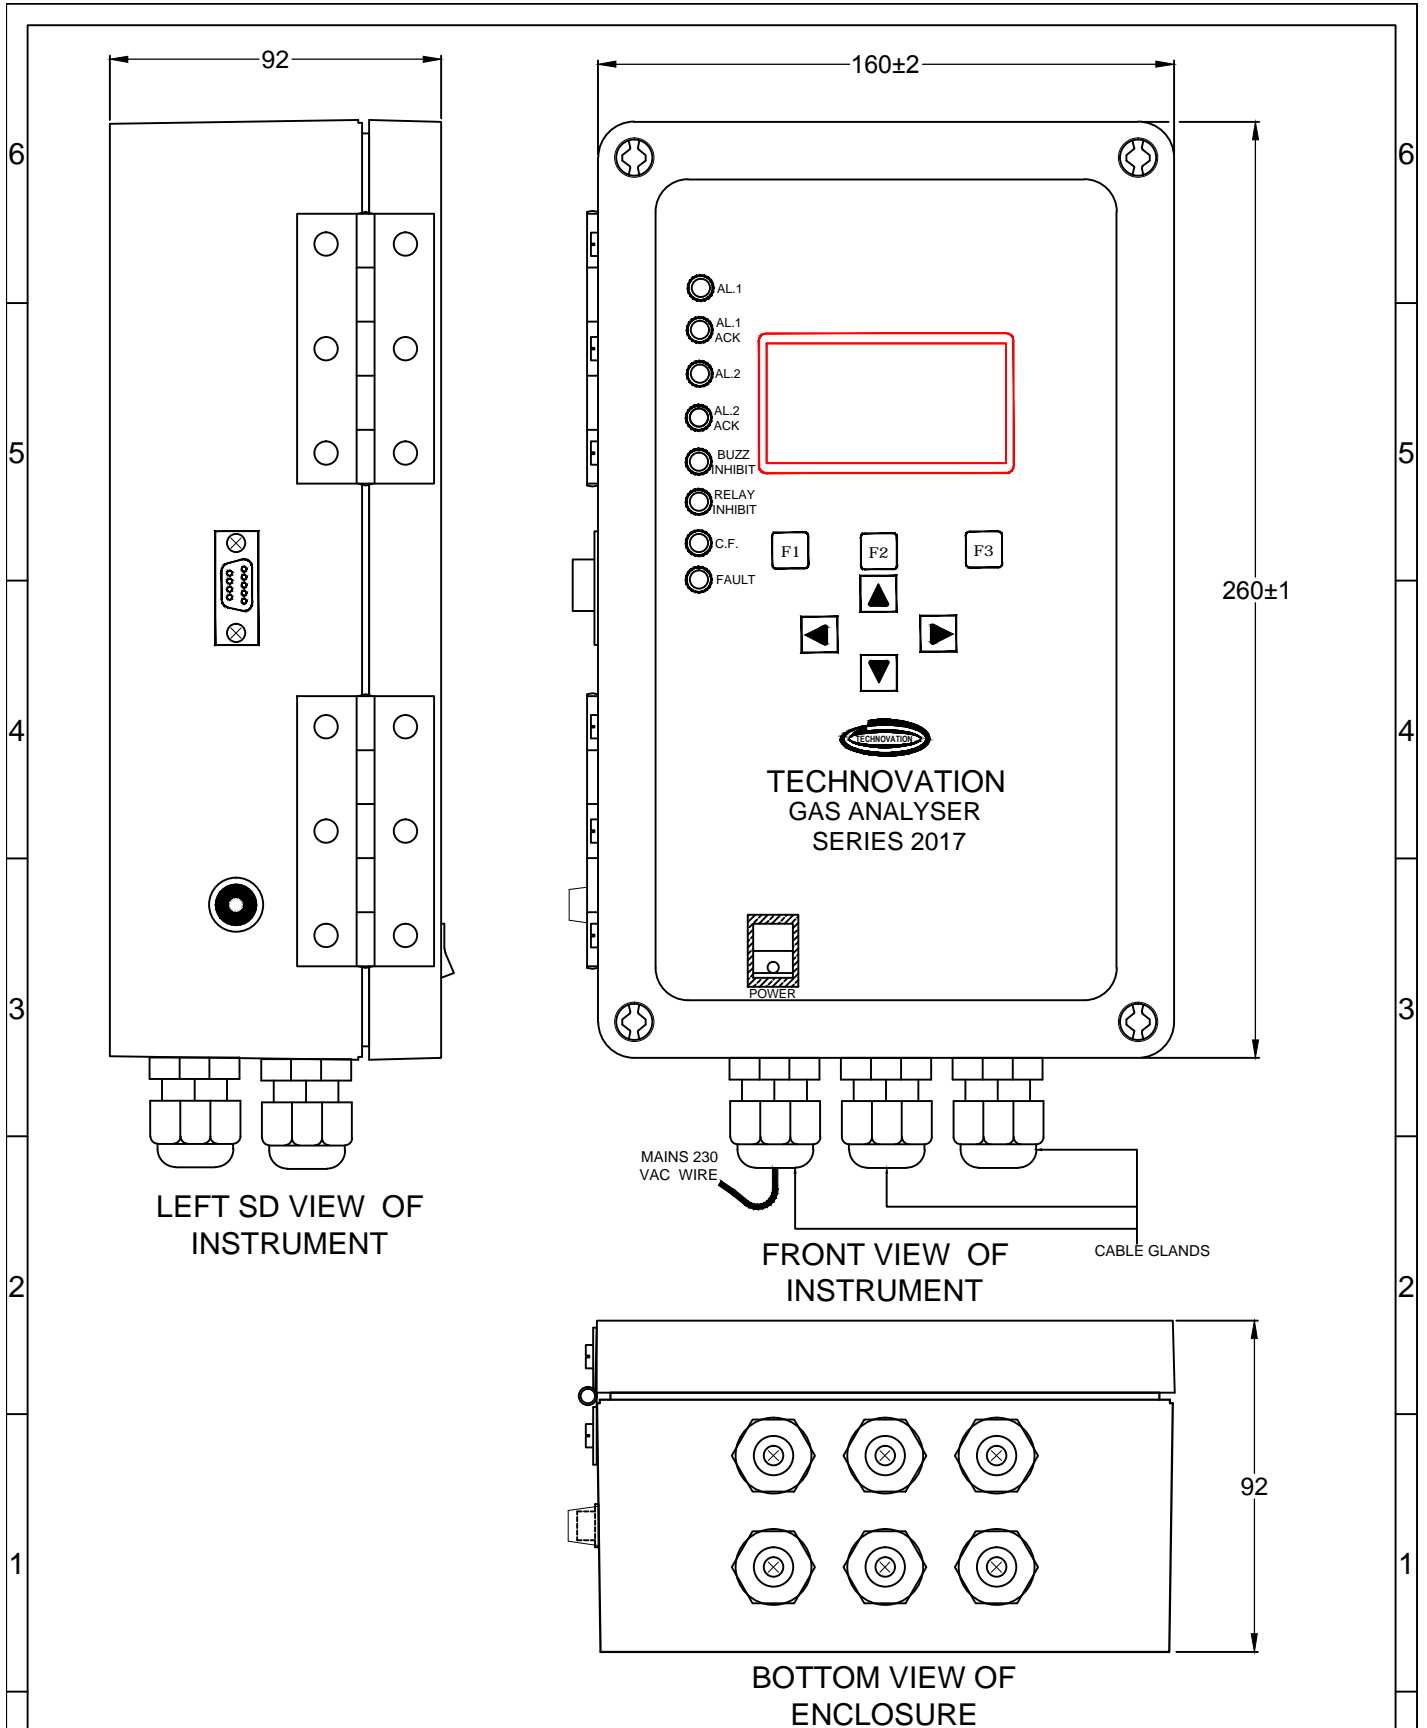 92
160±2
6
6
AL.1
AL.1
ACK
AL.2
AL.2
ACK
5
5
BUZZ
INHIBIT
RELAY
INHIBIT
C.F.
F1
F2
F3
FAULT
260±1
4
4
TECHNOVATION
TECHNOVATION
GAS ANALYSER
SERIES 2017
POWER
3
3
MAINS 230
VAC WIRE
LEFT SD VIEW OF
INSTRUMENT
CABLE GLANDS
FRONT VIEW OF
INSTRUMENT
2
2
92
1
1
BOTTOM VIEW OF
ENCLOSURE